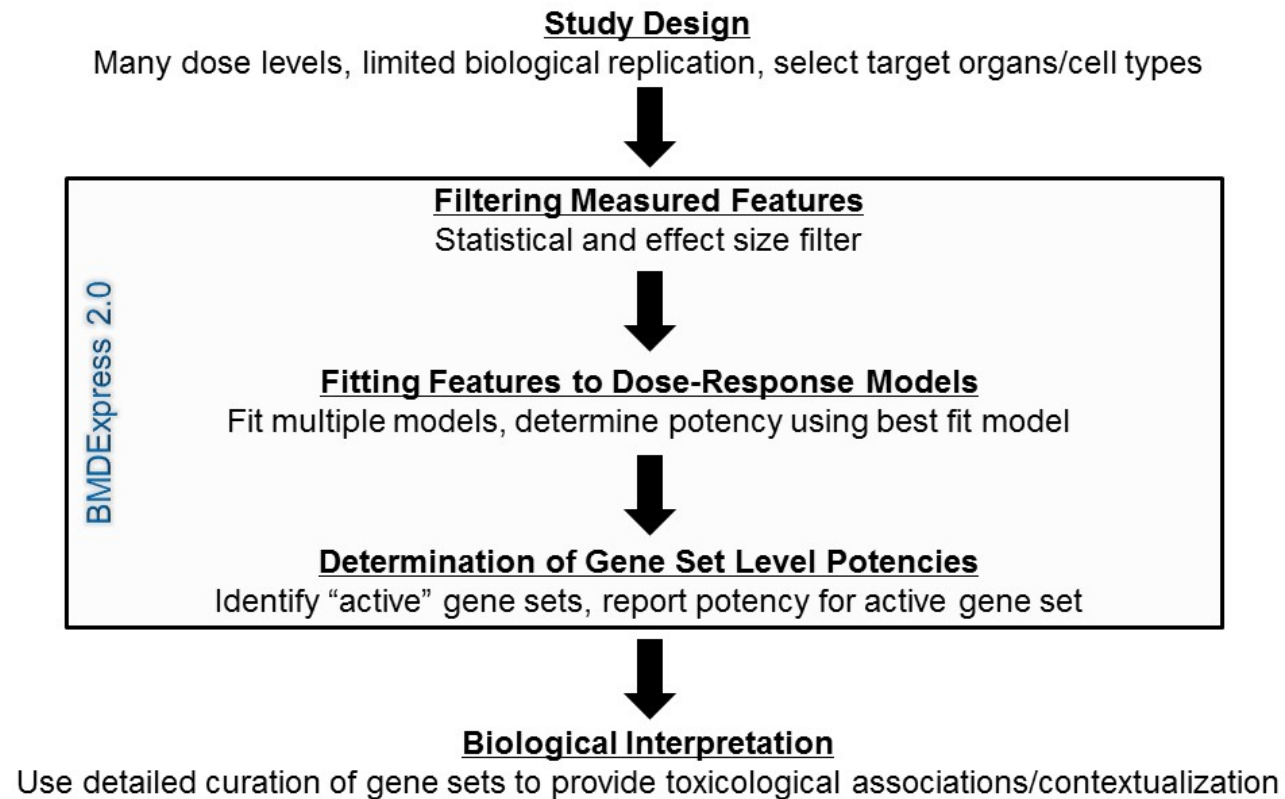 Study Design
Many dose levels, limited biological replication, select target organs/cell types
Filtering Measured Features
Statistical and effect size filter
BMDExpress 2.0
Fitting Features to Dose-Response Models
Fit multiple models, determine potency using best fit model
Determination of Gene Set Level Potencies
Identify “active” gene sets, report potency for active gene set
Biological Interpretation
Use detailed curation of gene sets to provide toxicological associations/contextualization